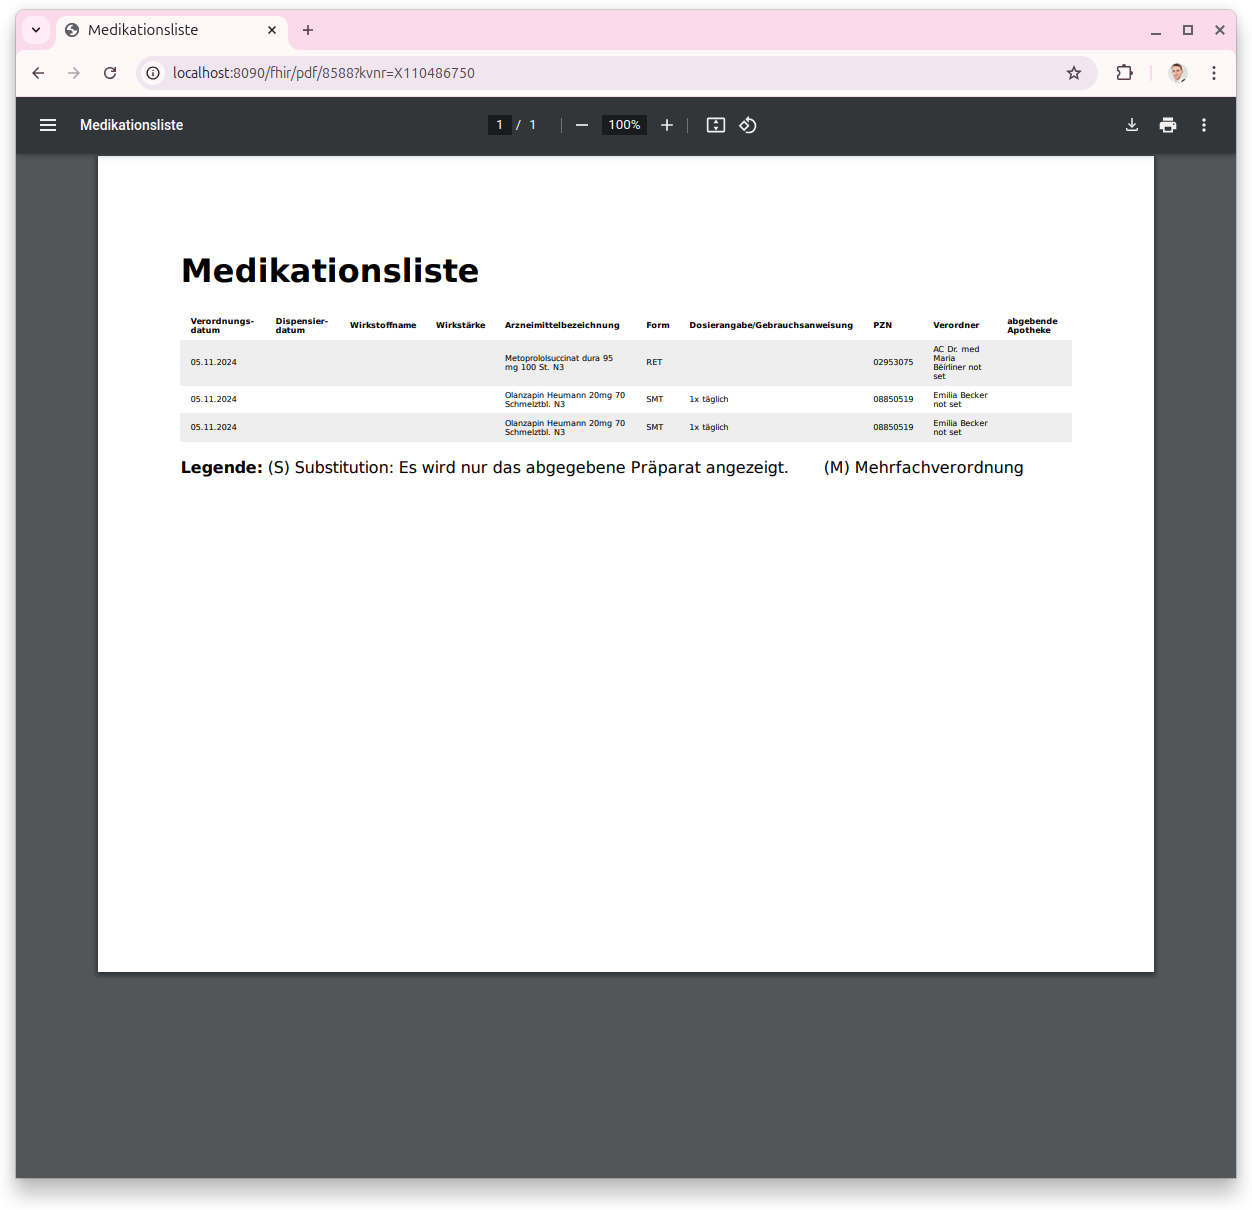 Medikationsliste
localhost:8090/fhir/pdf/8588?kvnr=X110486750
Medikationsliste
1 / 1
100%
Medikationsliste
Verordnungs-
datum
Dispensier-
datum
Wirkstoffname
Wirkstärke
Arzneimittelbezeichnung
Form
Dosierangabe/Gebrauchsanweisung
PZN
Verordner
abgebende
Apotheke
05.11.2024
Metoprololsuccinat dura 95
mg 100 St. N3
RET
02953075
AC Dr. med
Maria
Bëírliner not
set
05.11.2024
Olanzapin Heumann 20mg 70
Schmelztbl. N3
SMT
1x täglich
08850519
Emilia Becker
not set
05.11.2024
Olanzapin Heumann 20mg 70
Schmelztbl. N3
SMT
1x täglich
08850519
Emilia Becker
not set
Legende: (S) Substitution: Es wird nur das abgegebene Präparat angezeigt. (M) Mehrfachverordnung